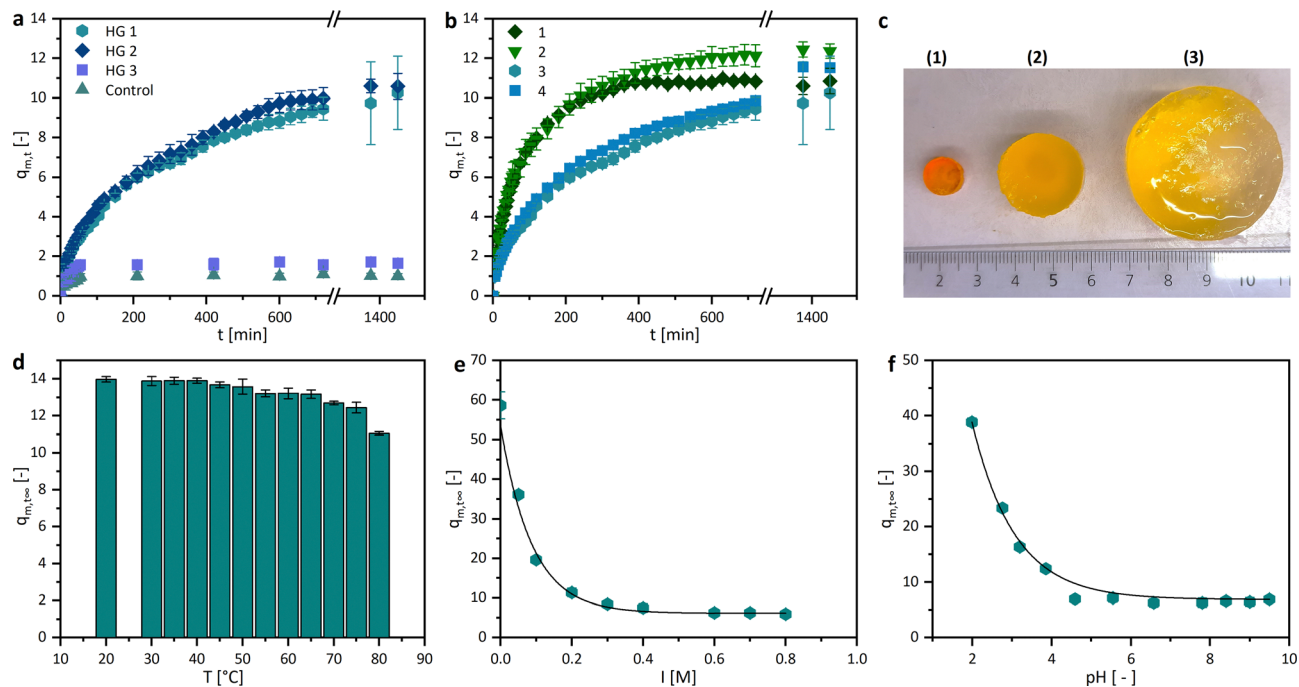 a
14
12
10
8
6
4
2
0
q m,t [-]
HG 1
HG 2
HG 3
Control
0 200 400 600 1400
t [min]
b
14
12
10
8
6
4
2
0
q m,t [-]
1
2
3
4
0 200 400 600 1400
t [min]
c
(1) (2) (3)
2 3 4 5 6 7 8 9 10 11
d
14
12
10
8
6
4
2
0
q m,t∞ [-]
10 20 30 40 50 60 70 80 90
T [°C]
e
70
60
50
40
30
20
10
0
q m,t∞ [-]
0.0 0.2 0.4 0.6 0.8 1.0
I [M]
f
50
40
30
20
10
0
q m,t∞ [-]
2 4 6 8 10
pH [ - ]